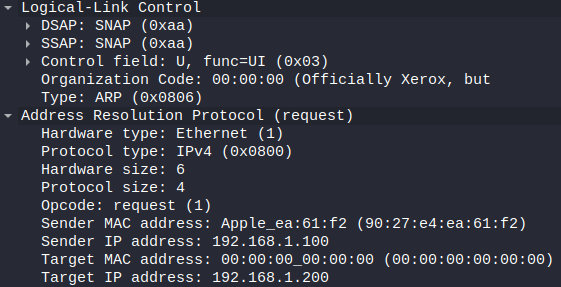 Logical-Link Control
DSAP: SNAP (0xaa)
SSAP: SNAP (0xaa)
Control field: U, func=UI (0x03)
Organization Code: 00:00:00 (Officially Xerox, but
Type: ARP (0x0806)
Address Resolution Protocol (request)
Hardware type: Ethernet (1)
Protocol type: IPv4 (0x0800)
Hardware size: 6
Protocol size: 4
Opcode: request (1)
Sender MAC address: Apple_ea:61:f2 (90:27:e4:ea:61:f2)
Sender IP address: 192.168.1.100
Target MAC address: 00:00:00_00:00:00 (00:00:00:00:00:00)
Target IP address: 192.168.1.200